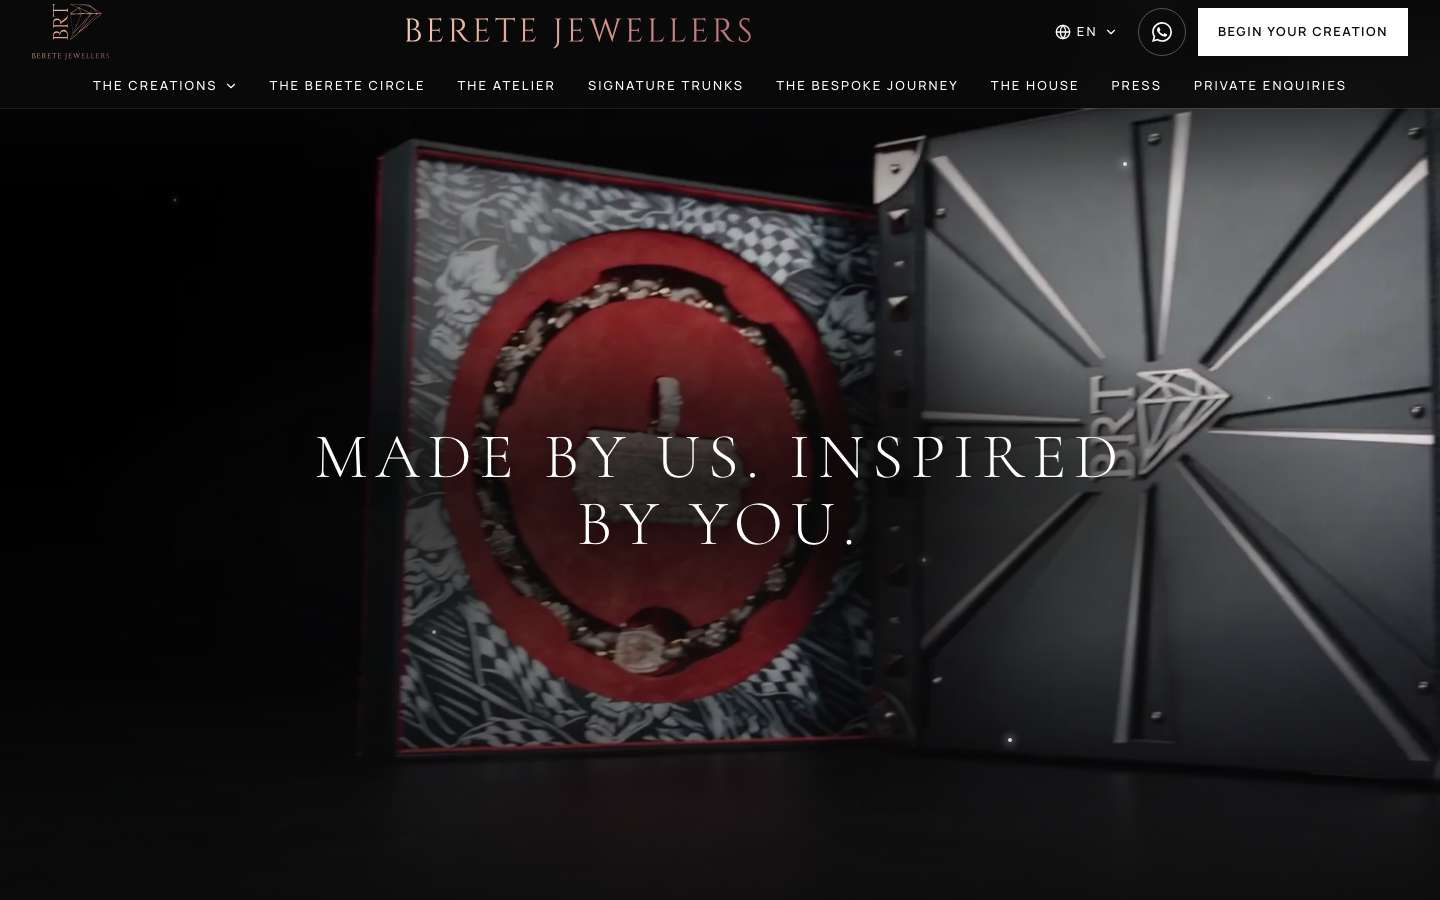 BRT
BERETE JEWELLERS
BERETE JEWELLERS
EN
BEGIN YOUR CREATION
THE CREATIONS
THE BERETE CIRCLE
THE ATELIER
SIGNATURE TRUNKS
THE BESPOKE JOURNEY
THE HOUSE
PRESS
PRIVATE ENQUIRIES
BRT
MADE BY US. INSPIRED
BY YOU.